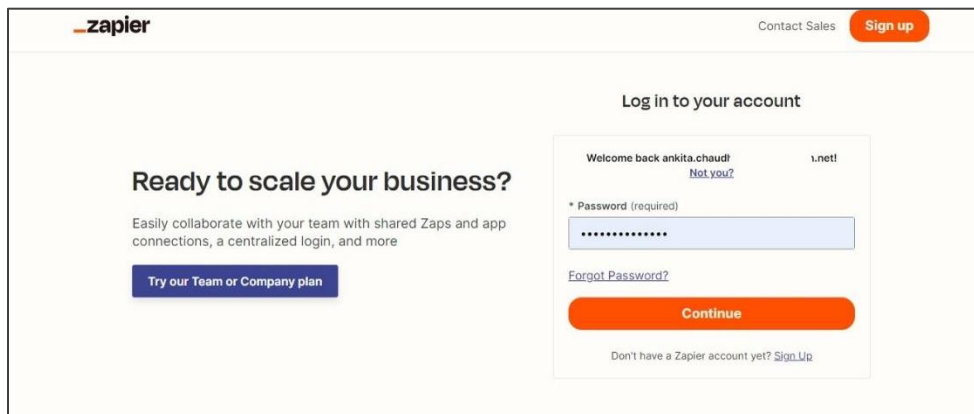 _zapier
Contact Sales
Sign up
Ready to scale your business?
Easily collaborate with your team with shared Zaps and app
connections, a centralized login, and more
Try our Team or Company plan
Log in to your account
Welcome back ankita.chaudh .net!
Not you?
* Password (required)
••••••••••••••
Forgot Password?
Continue
Don't have a Zapier account yet? Sign Up